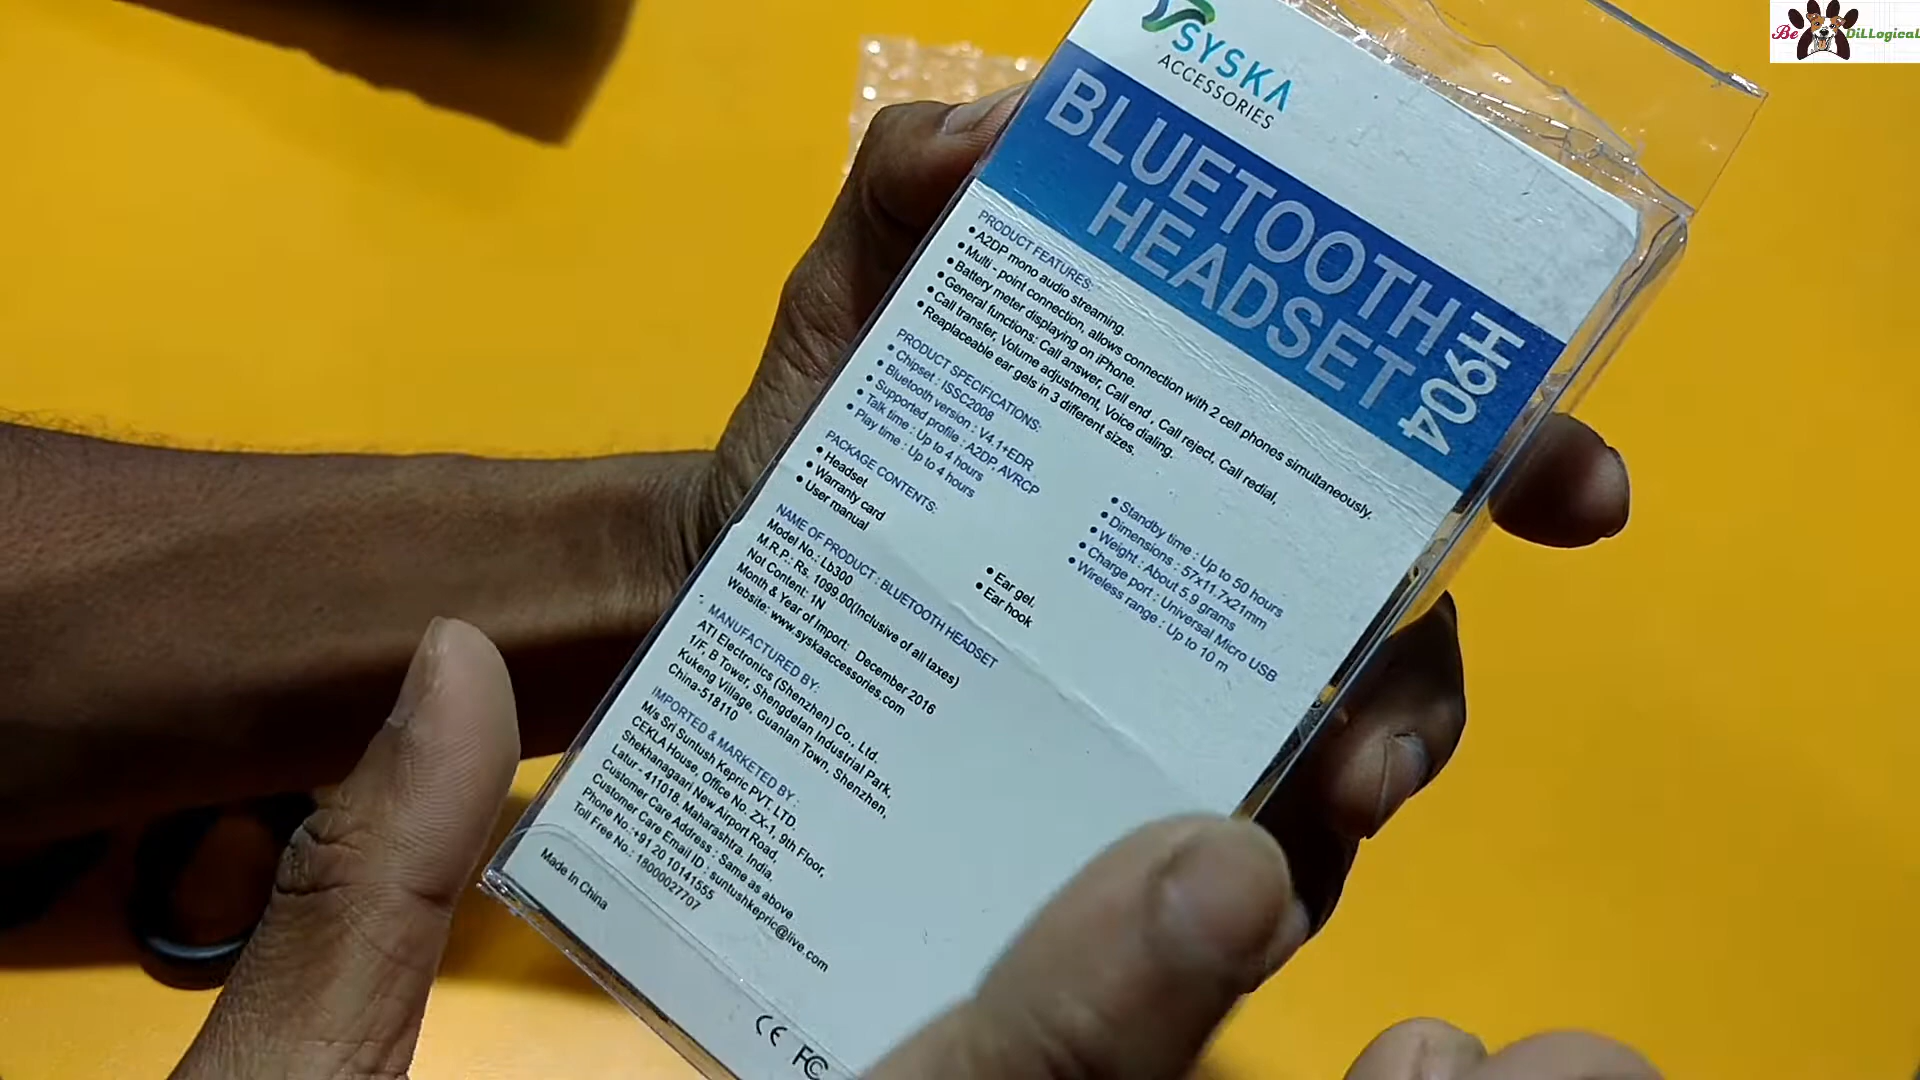 Be DiLLogicaL
SYSKA
ACCESSORIES
BLUETOOTH
HEADSET
H904
PRODUCT FEATURES:
• A2DP mono audio streaming.
• Multi - point connection, allows connection with 2 cell phones simultaneously.
• Battery meter displaying on iPhone.
• General functions: Call answer, Call end , Call reject, Call redial,
Call transfer, Volume adjustment, Voice dialing.
• Reaplaceable ear gels in 3 different sizes.
PRODUCT SPECIFICATIONS:
• Chipset : ISSC2008
• Bluetooth version : V4.1+EDR
• Supported profile : A2DP AVRCP
• Talk time : Up to 4 hours
• Play time : Up to 4 hours
• Standby time : Up to 50 hours
• Dimensions : 57x11.7x21mm
• Weight : About 5.9 grams
• Charge port : Universal Micro USB
• Wireless range : Up to 10 m
PACKAGE CONTENTS:
• Headset
• Warranty card
• User manual
• Ear gel.
• Ear hook
NAME OF PRODUCT : BLUETOOTH HEADSET
Model No.: Lb300
M.R.P.: Rs. 1099.00(Inclusive of all taxes)
Not Content: 1N
Month & Year of Import: December 2016
Website: www.syskaaccessories.com
MANUFACTURED BY:
ATI Electronics (Shenzhen) Co., Ltd.
1/F, B Tower, Shengdelan Industrial Park,
Kukeng Village, Guanlan Town, Shenzhen,
China-518110
IMPORTED & MARKETED BY :
M/s Sri Suntush Kepric PVT. LTD.
CEKLA House, Office No. ZX-1, 9th Floor,
Shekhanagaari New Airport Road,
Latur - 411018. Maharashtra. India.
Customer Care Address : Same as above
Customer Care Email ID : suntushkepric@live.com
Phone No.:+91 20 10141555
Toll Free No.: 18000027707
Made In China
CE FC